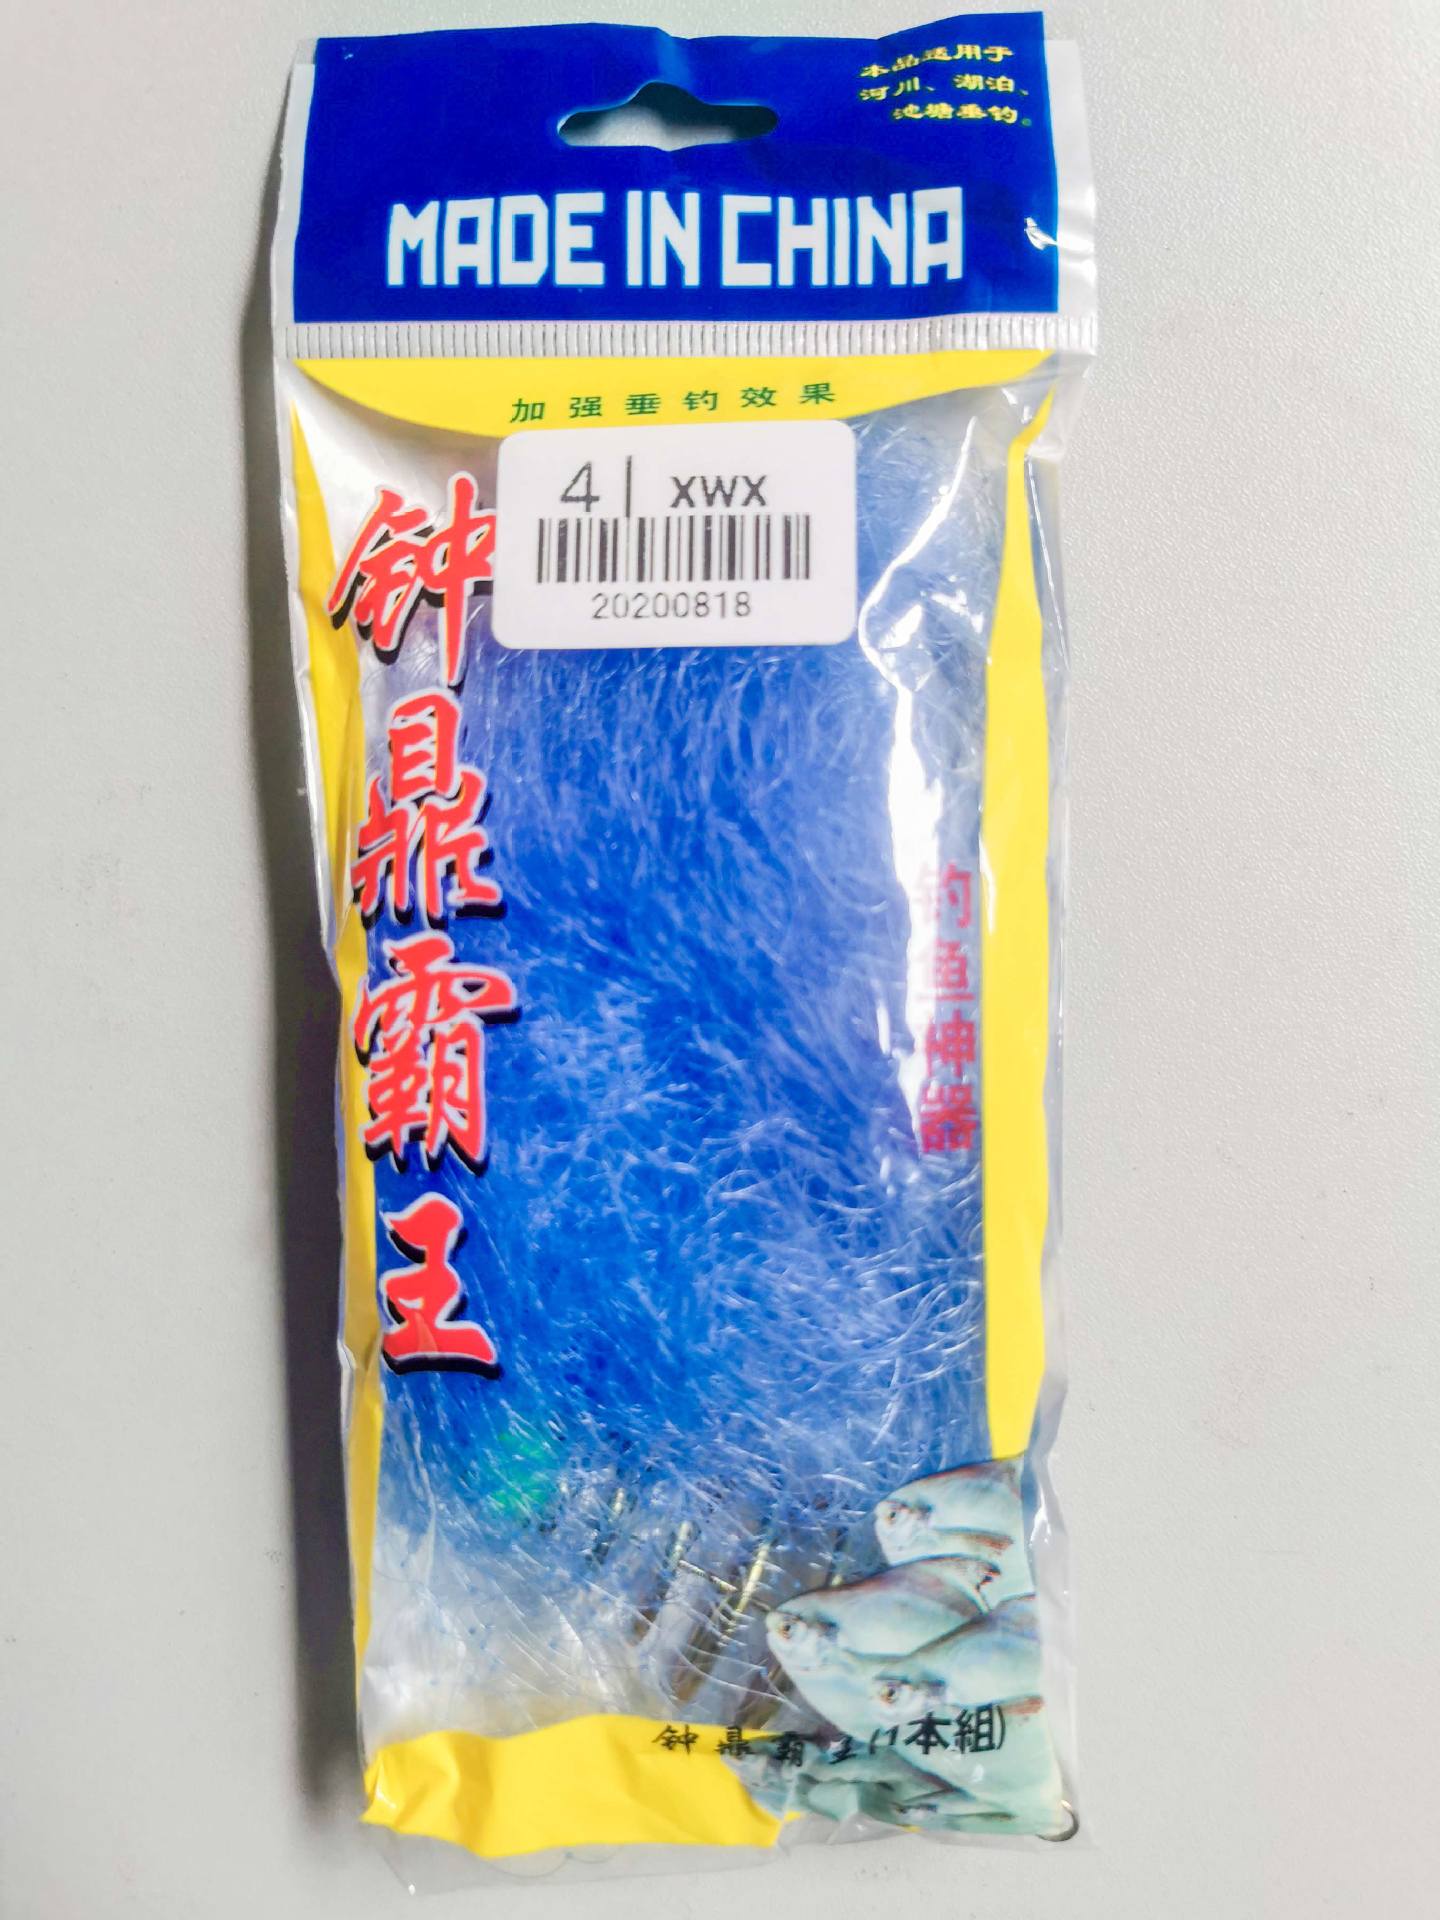 本品适用于
河川、湖泊、
池塘垂钓。
MADE IN CHINA
加强垂钓效果
4| XWX
20200818
钟鼎霸王
钓鱼神器
钟鼎霸王(1本組)